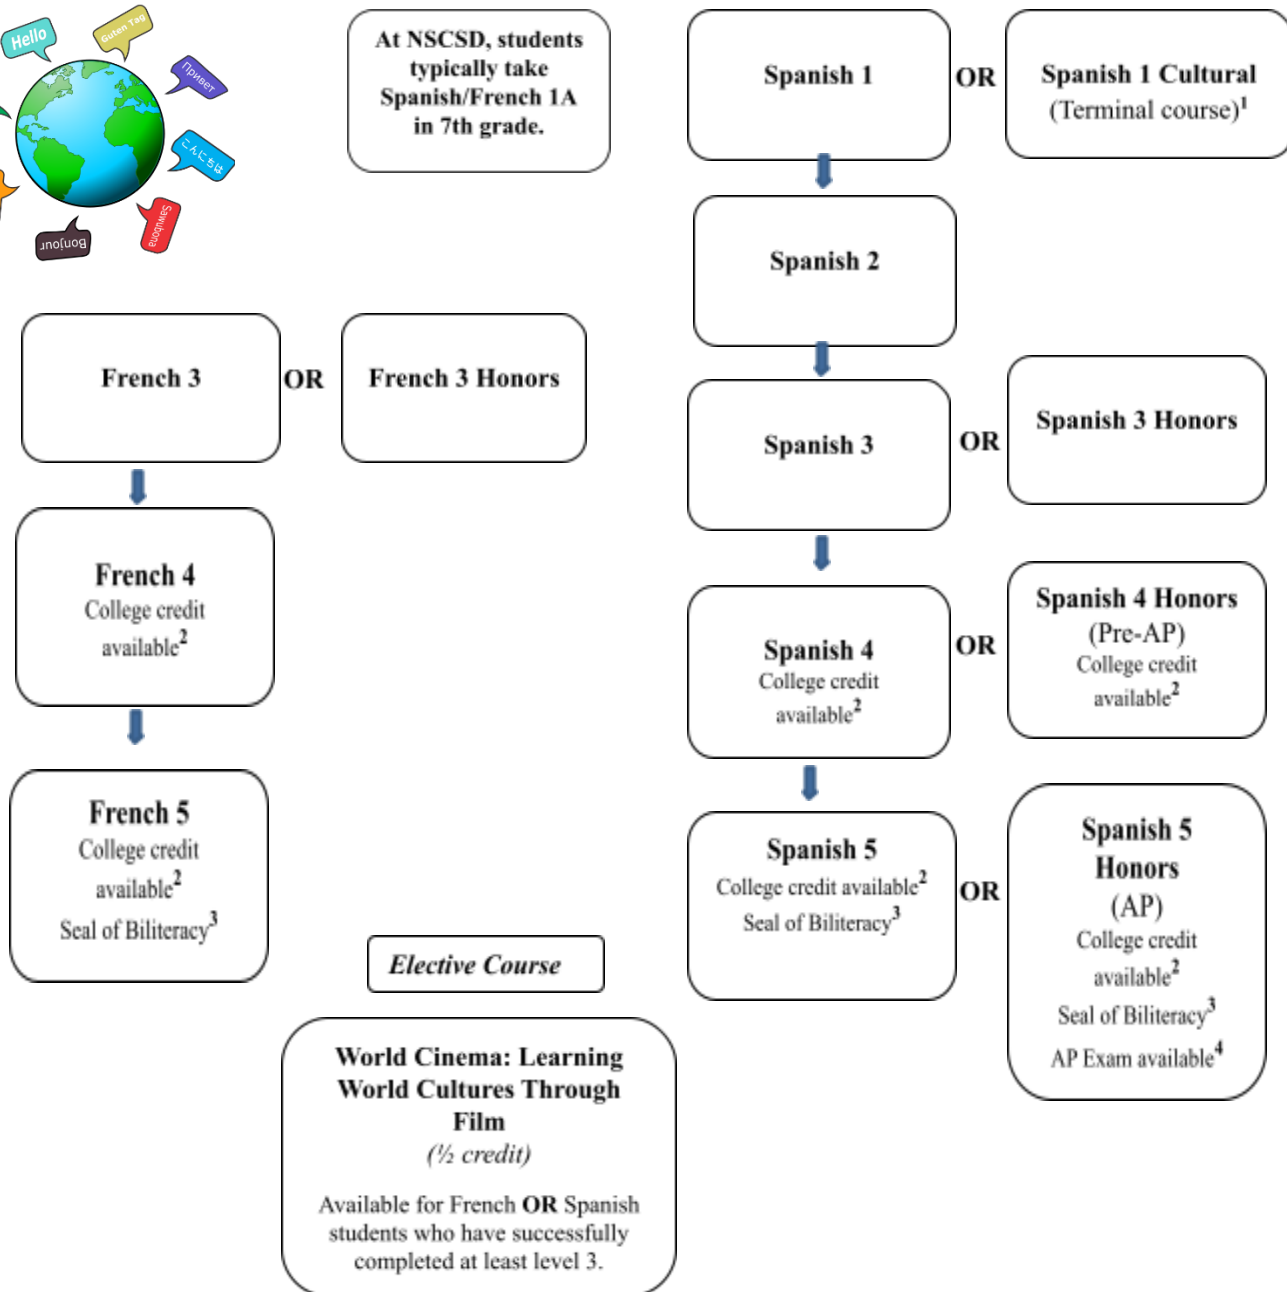 Hello
Guten Tag
Привет
こんにちは
Sawubona
Bonjour
At NSCSD, students
typically take
Spanish/French 1A
in 7th grade.
Spanish 1
OR
Spanish 1 Cultural
(Terminal course)¹
Spanish 2
French 3
OR
French 3 Honors
Spanish 3
OR
Spanish 3 Honors
French 4
College credit
available²
Spanish 4
College credit
available²
OR
Spanish 4 Honors
(Pre-AP)
College credit
available²
French 5
College credit
available²
Seal of Biliteracy³
Spanish 5
College credit available²
Seal of Biliteracy³
OR
Spanish 5
Honors
(AP)
College credit
available²
Seal of Biliteracy³
AP Exam available⁴
Elective Course
World Cinema: Learning
World Cultures Through
Film
(½ credit)
Available for French OR Spanish
students who have successfully
completed at least level 3.